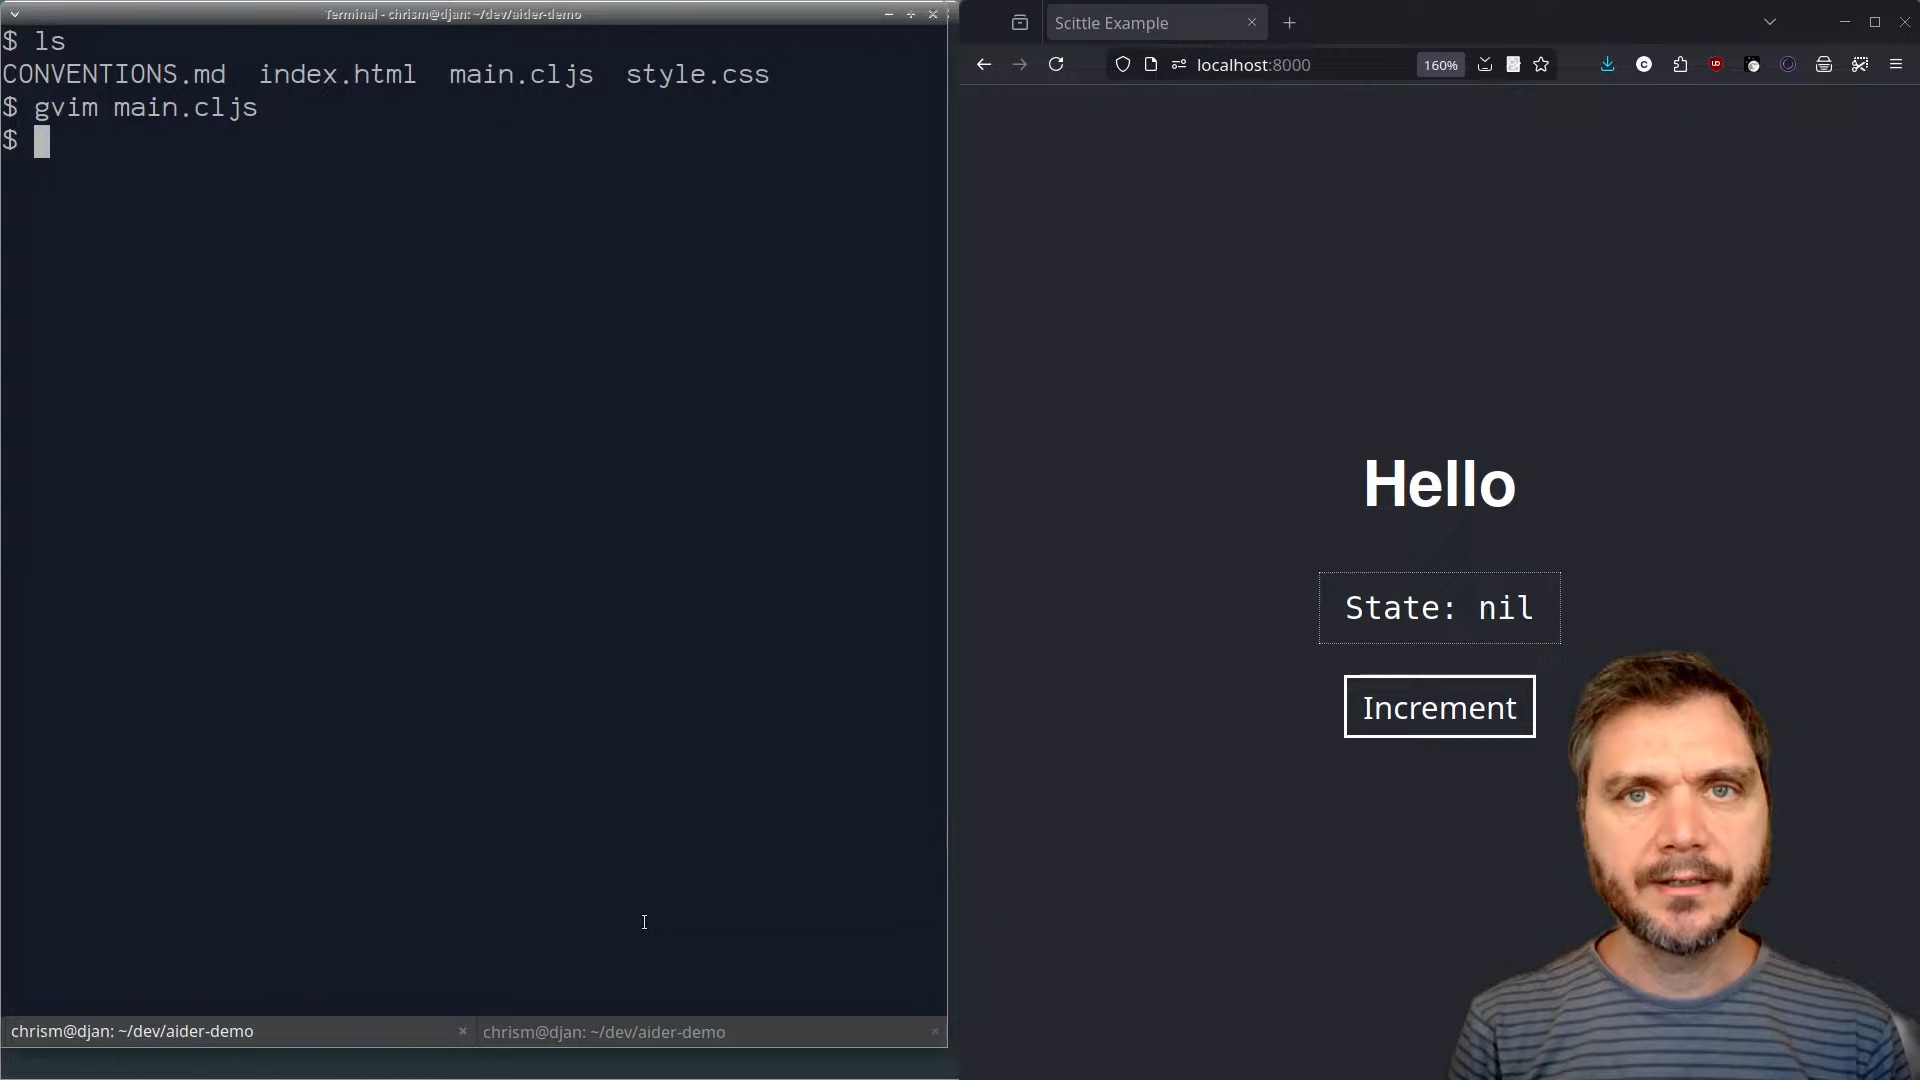 Terminal - chrism@djan: ~/dev/aider-demo
$ ls
CONVENTIONS.md  index.html  main.cljs  style.css
$ gvim main.cljs
$
chrism@djan: ~/dev/aider-demo
chrism@djan: ~/dev/aider-demo
Scittle Example
localhost:8000
160%
Hello
State: nil
Increment